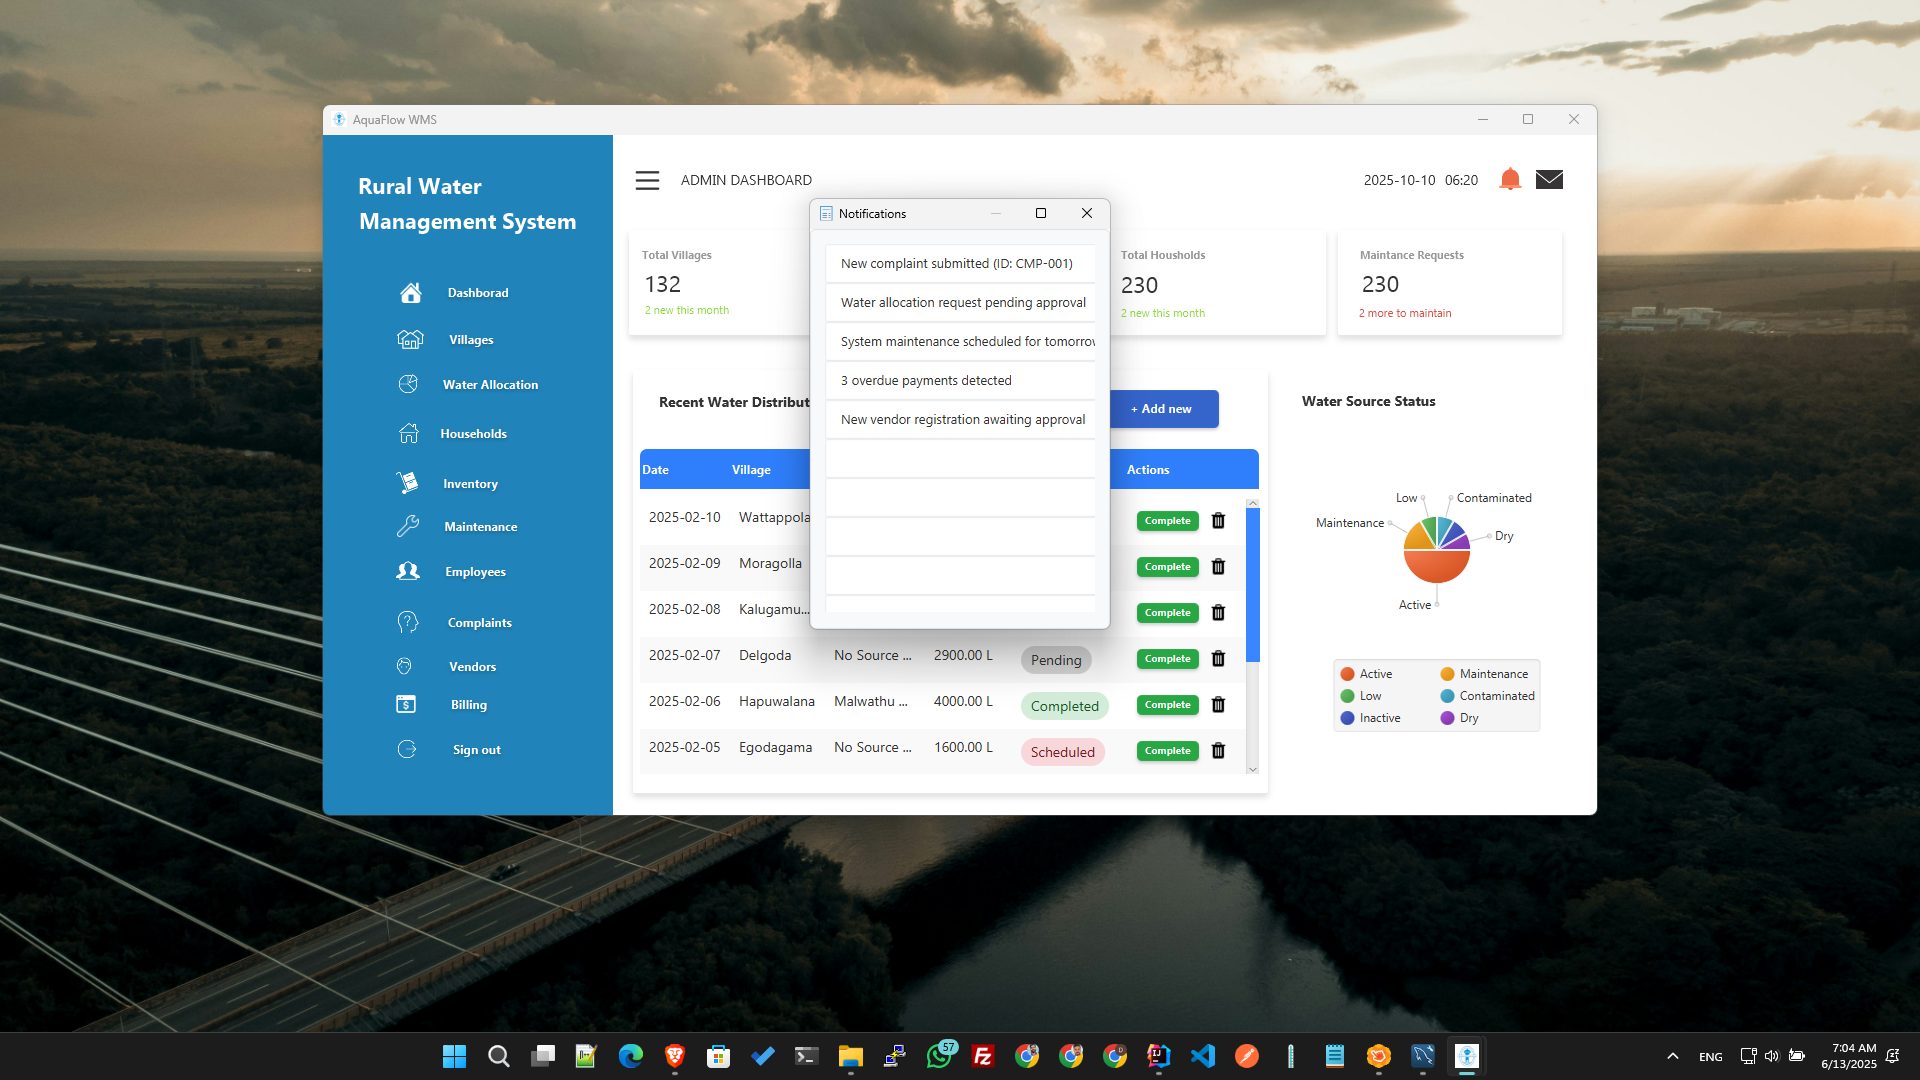 AquaFlow WMS
Rural Water
Management System
Dashborad
Villages
Water Allocation
Households
Inventory
Maintenance
Employees
Complaints
Vendors
Billing
Sign out
ADMIN DASHBOARD
2025-10-10 06:20
Total Villages
132
2 new this month
Total Housholds
230
2 new this month
Maintance Requests
230
2 more to maintain
Notifications
New complaint submitted (ID: CMP-001)
Water allocation request pending approval
System maintenance scheduled for tomorrow
3 overdue payments detected
New vendor registration awaiting approval
Recent Water Distribut
+ Add new
Date Village Actions
2025-02-10 Wattappola Complete
2025-02-09 Moragolla Complete
2025-02-08 Kalugamu... Complete
2025-02-07 Delgoda No Source ... 2900.00 L Pending Complete
2025-02-06 Hapuwalana Malwathu ... 4000.00 L Completed Complete
2025-02-05 Egodagama No Source ... 1600.00 L Scheduled Complete
Water Source Status
Low Contaminated
Maintenance
Dry
Active
Active Maintenance
Low Contaminated
Inactive Dry
57
ENG
7:04 AM
6/13/2025